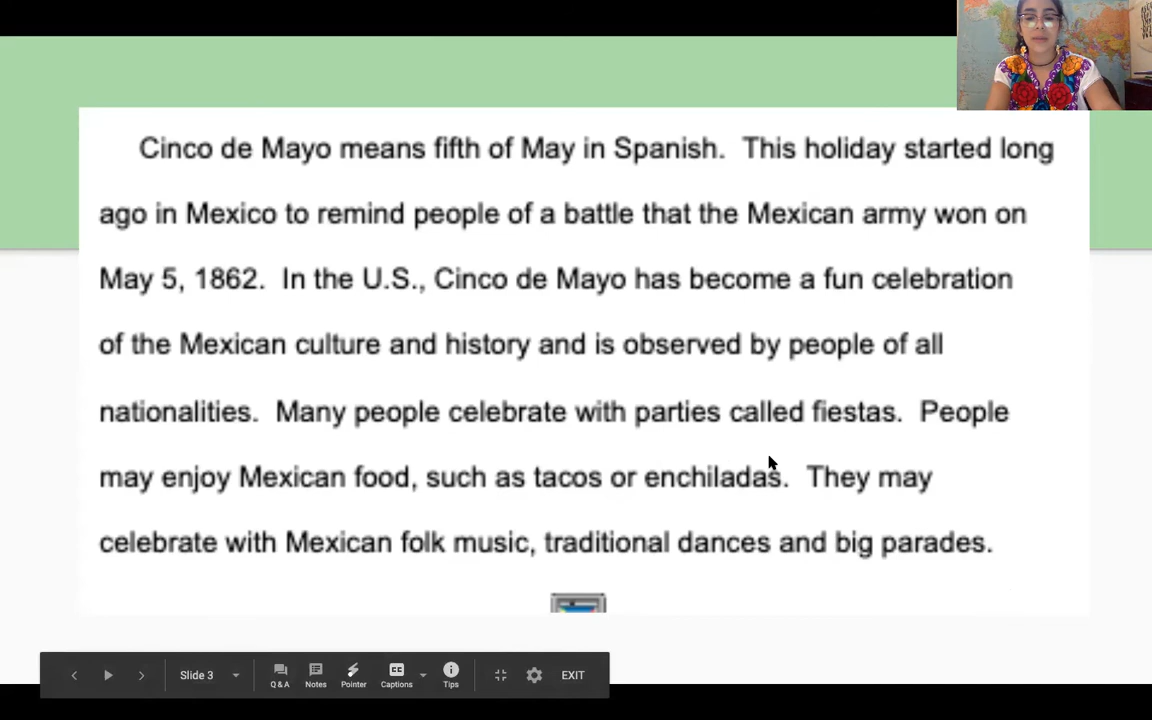 Cinco de Mayo means fifth of May in Spanish. This holiday started long
ago in Mexico to remind people of a battle that the Mexican army won on
May 5, 1862. In the U.S., Cinco de Mayo has become a fun celebration
of the Mexican culture and history and is observed by people of all
nationalities. Many people celebrate with parties called fiestas. People
may enjoy Mexican food, such as tacos or enchiladas. They may
celebrate with Mexican folk music, traditional dances and big parades.
Slide 3
Q & A
Notes
Pointer
CC
Captions
Tips
EXIT